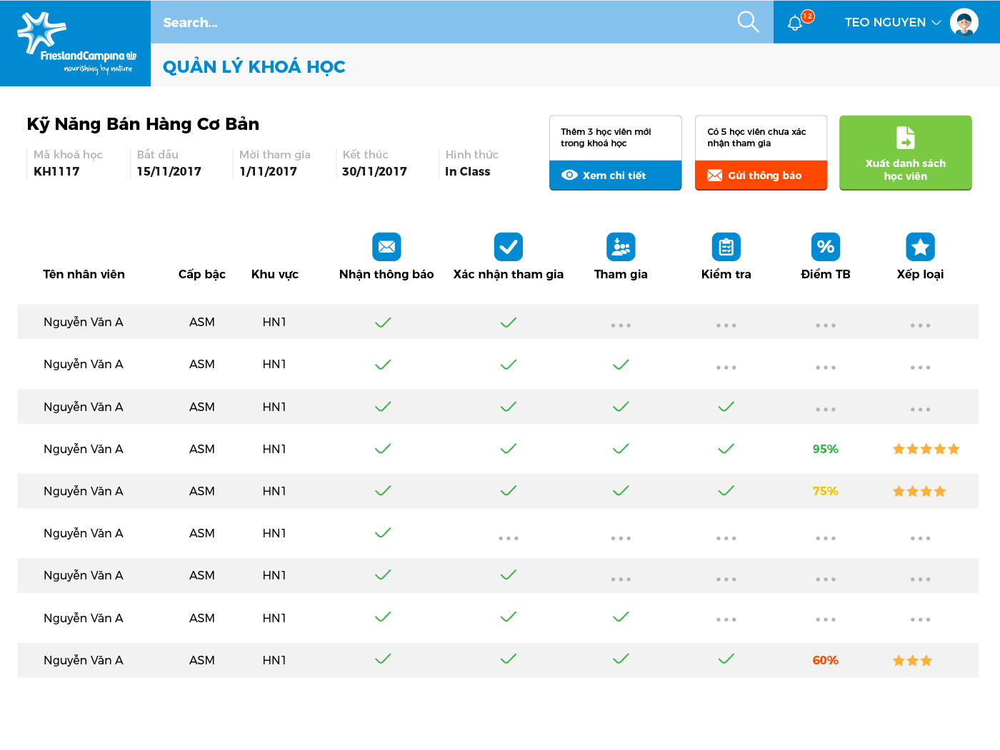 FrieslandCampina
nourishing by nature
Search...
12
TEO NGUYEN
QUẢN LÝ KHOÁ HỌC
Kỹ Năng Bán Hàng Cơ Bản
Mã khoá học
KH1117
Bắt dầu
15/11/2017
Mời tham gia
1/11/2017
Kết thúc
30/11/2017
Hình thức
In Class
Thêm 3 học viên mới
trong khoá học
Xem chi tiết
Có 5 học viên chưa xác
nhận tham gia
Gửi thông báo
Xuất danh sách
học viên
%
Tên nhân viên Cấp bậc Khu vực Nhận thông báo Xác nhận tham gia Tham gia Kiểm tra Điểm TB Xếp loại
Nguyễn Văn A ASM HN1 ... ... ... ...
Nguyễn Văn A ASM HN1 ... ... ...
Nguyễn Văn A ASM HN1 ... ...
Nguyễn Văn A ASM HN1 95%
Nguyễn Văn A ASM HN1 75%
Nguyễn Văn A ASM HN1 ... ... ... ... ...
Nguyễn Văn A ASM HN1 ... ... ... ...
Nguyễn Văn A ASM HN1 ... ... ...
Nguyễn Văn A ASM HN1 60%